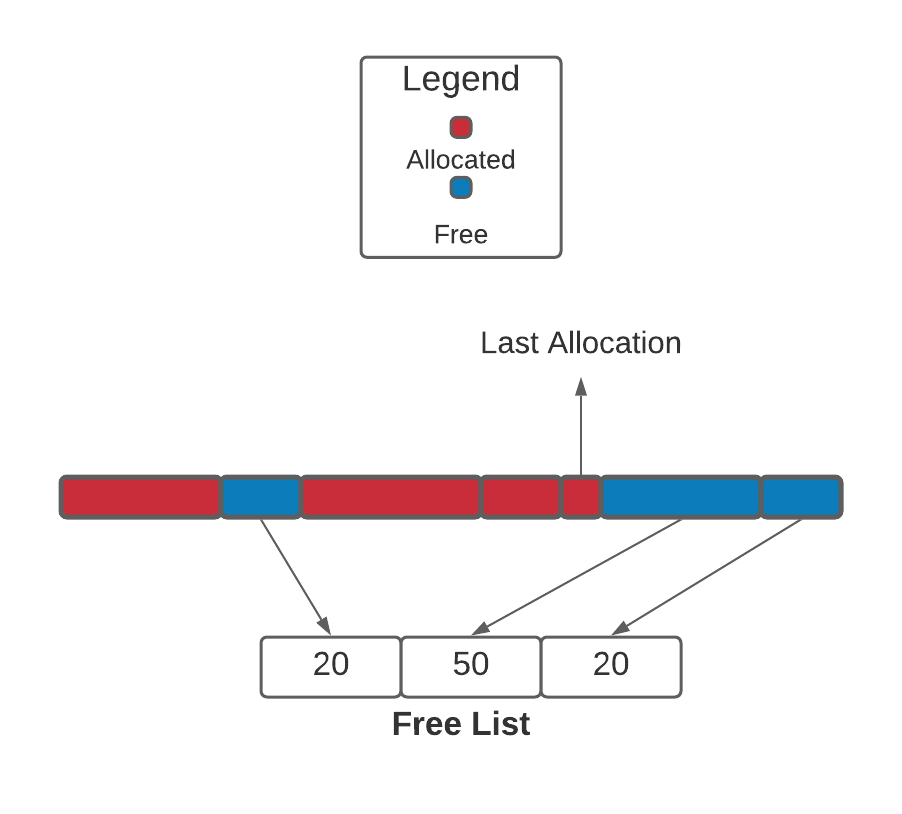 Legend
Allocated
Free
Last Allocation
20 50 20
Free List